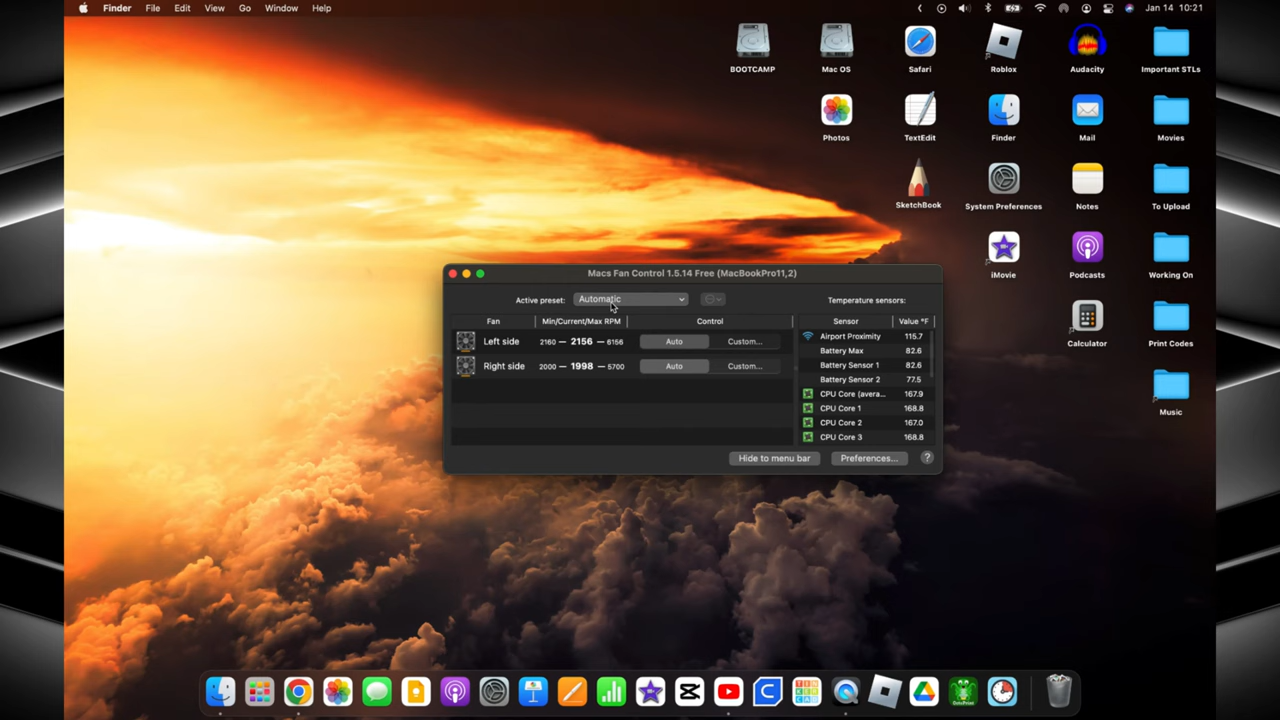 Finder File Edit View Go Window Help Jan 14 10:21
BOOTCAMP Mac OS Safari Roblox Audacity Important STLs
Photos TextEdit Finder Mail Movies
SketchBook System Preferences Notes To Upload
iMovie Podcasts Working On
Calculator Print Codes
Music
Macs Fan Control 1.5.14 Free (MacBookPro11,2)
Active preset: Automatic
Fan Min/Current/Max RPM Control
Left side 2160 — 2156 — 6156 Auto Custom...
Right side 2000 — 1998 — 5700 Auto Custom...
Temperature sensors:
Sensor Value °F
Airport Proximity 115.7
Battery Max 82.6
Battery Sensor 1 82.6
Battery Sensor 2 77.5
CPU Core (avera... 167.9
CPU Core 1 168.8
CPU Core 2 167.0
CPU Core 3 168.8
Hide to menu bar Preferences... ?